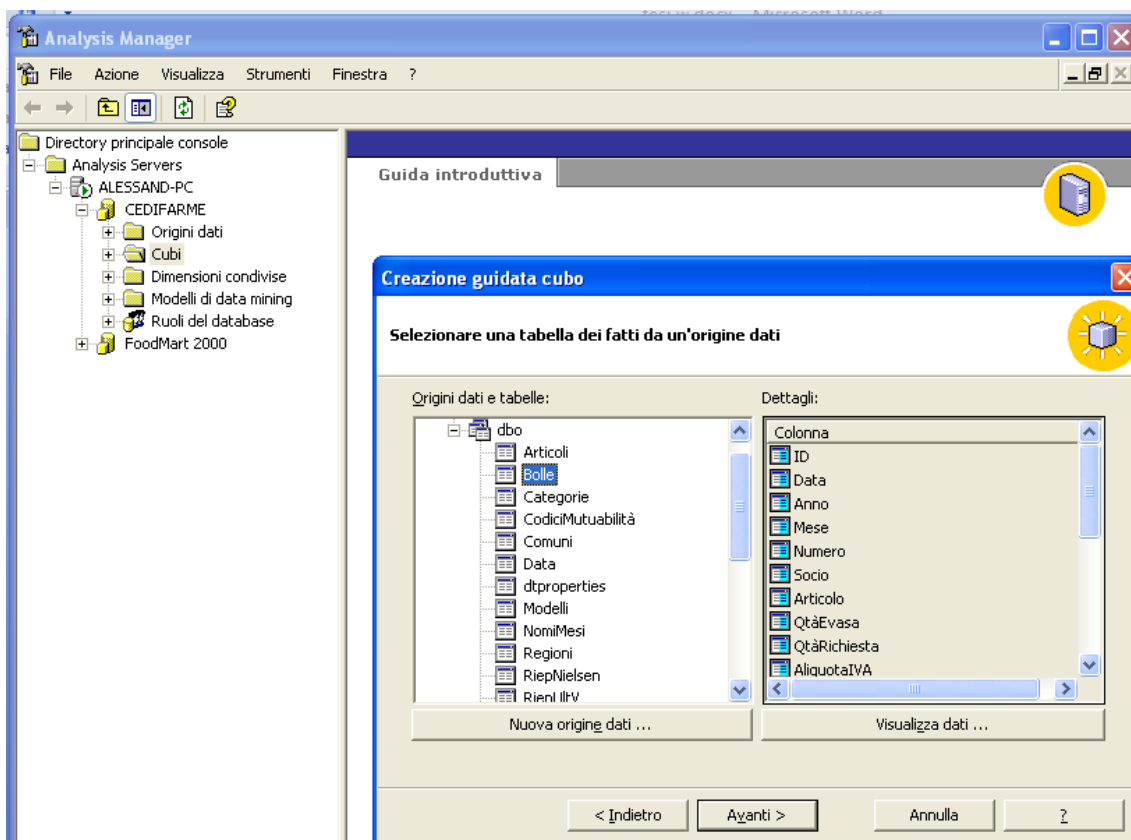 Analysis Manager
File Azione Visualizza Strumenti Finestra ?
Directory principale console
Analysis Servers
ALESSAND-PC
CEDIFARME
Origini dati
Cubi
Dimensioni condivise
Modelli di data mining
Ruoli del database
FoodMart 2000
Guida introduttiva
Creazione guidata cubo
Selezionare una tabella dei fatti da un'origine dati
Origini dati e tabelle:
dbo
Articoli
Bolle
Categorie
CodiciMutuabilità
Comuni
Data
dtproperties
Modelli
NomiMesi
Regioni
RiepNielsen
Nuova origine dati ...
Dettagli:
Colonna
ID
Data
Anno
Mese
Numero
Socio
Articolo
QtàEvasa
QtàRichiesta
AliquotaIVA
Visualizza dati ...
< Indietro Avanti > Annulla ?